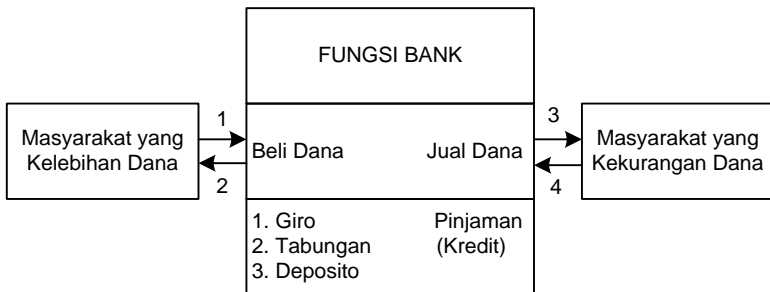 FUNGSI BANK
Masyarakat yang
Kelebihan Dana
1
2
Beli Dana
Jual Dana
3
4
Masyarakat yang
Kekurangan Dana
1. Giro
2. Tabungan
3. Deposito
Pinjaman
(Kredit)